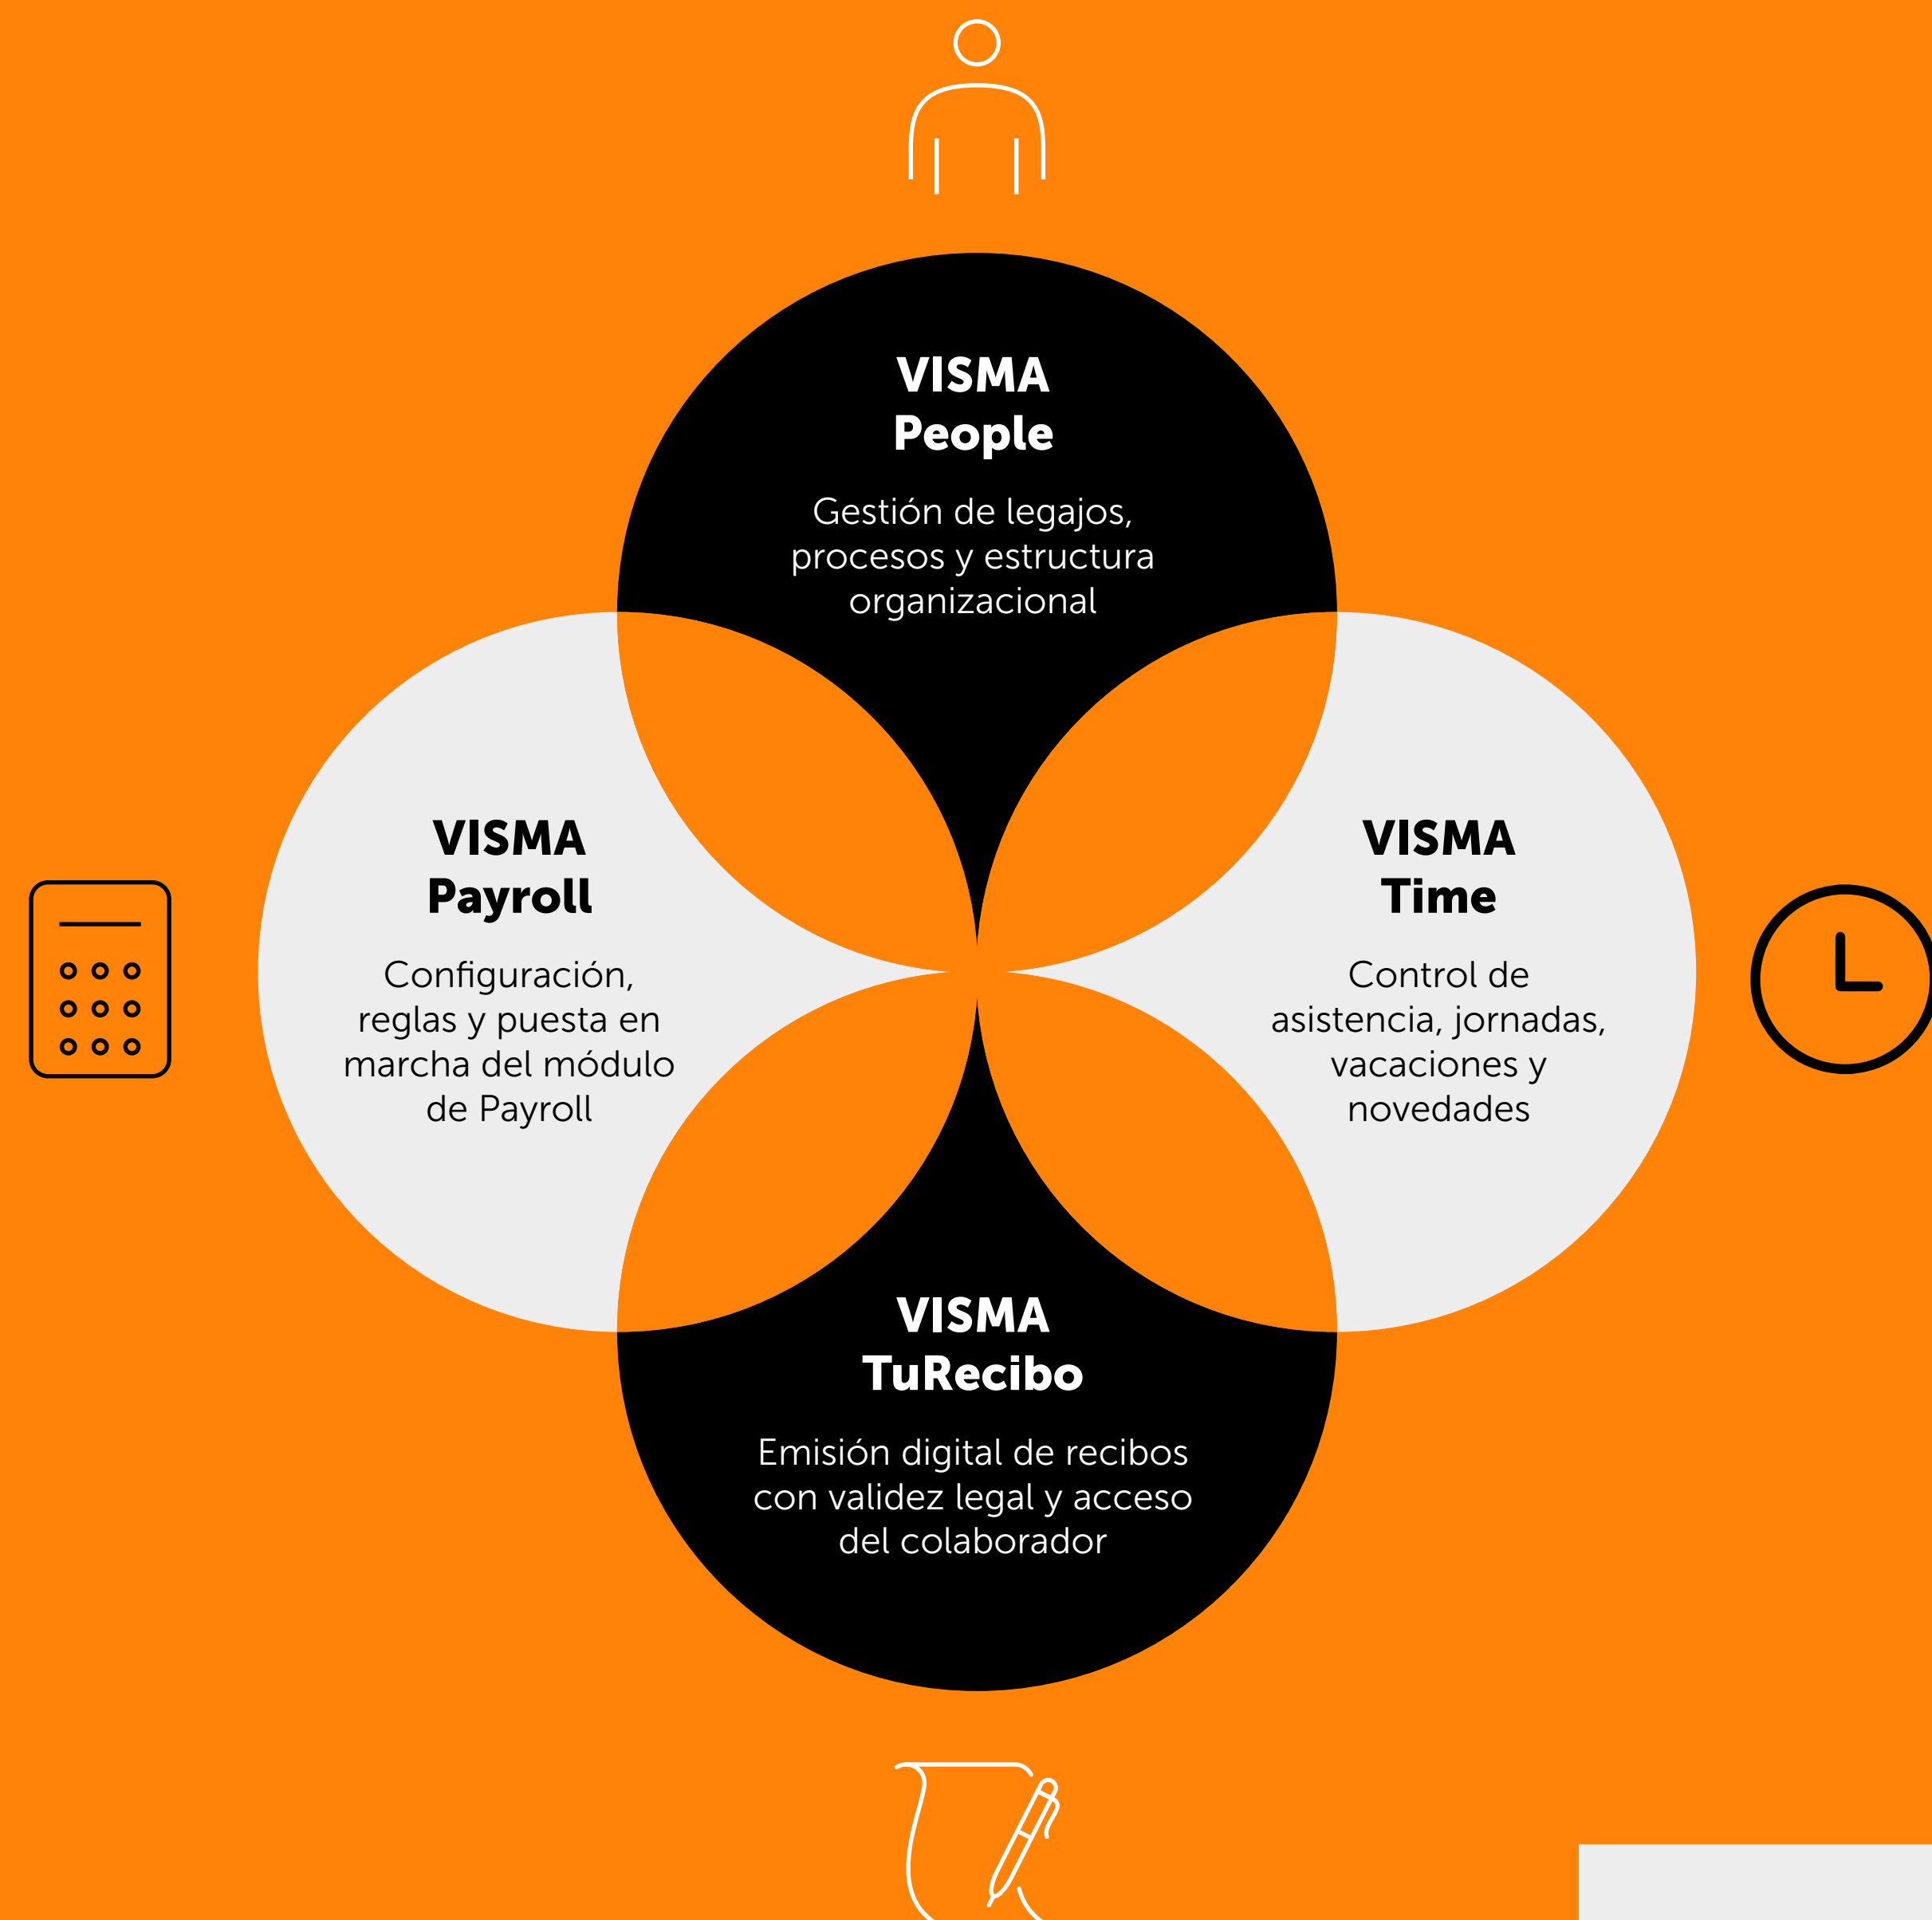 VISMA
People
Gestión de legajos,
procesos y estructura
organizacional
VISMA
Payroll
Configuración,
reglas y puesta en
marcha del módulo
de Payroll
VISMA
Time
Control de
asistencia, jornadas,
vacaciones y
novedades
VISMA
TuRecibo
Emisión digital de recibos
con validez legal y acceso
del colaborador